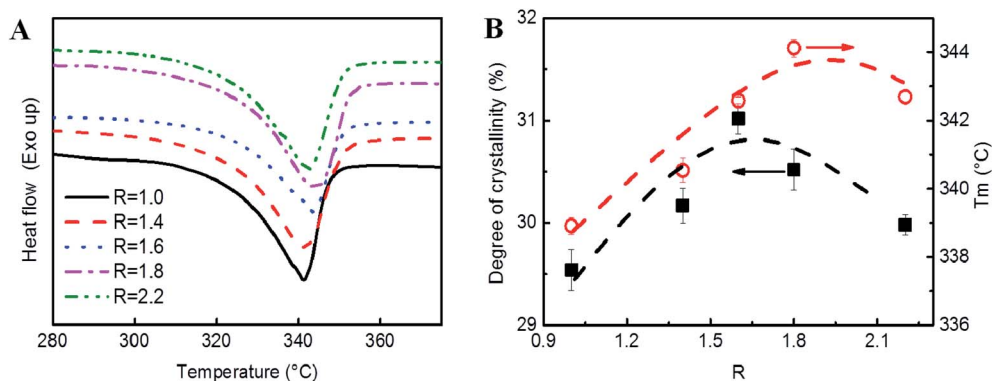 A
Heat flow (Exo up)
R=1.0
R=1.4
R=1.6
R=1.8
R=2.2
280 300 320 340 360
Temperature (°C)
B
Degree of crystallinity (%)
32
31
30
29
0.9 1.2 1.5 1.8 2.1
R
344
342
340
338
336
Tm (°C)